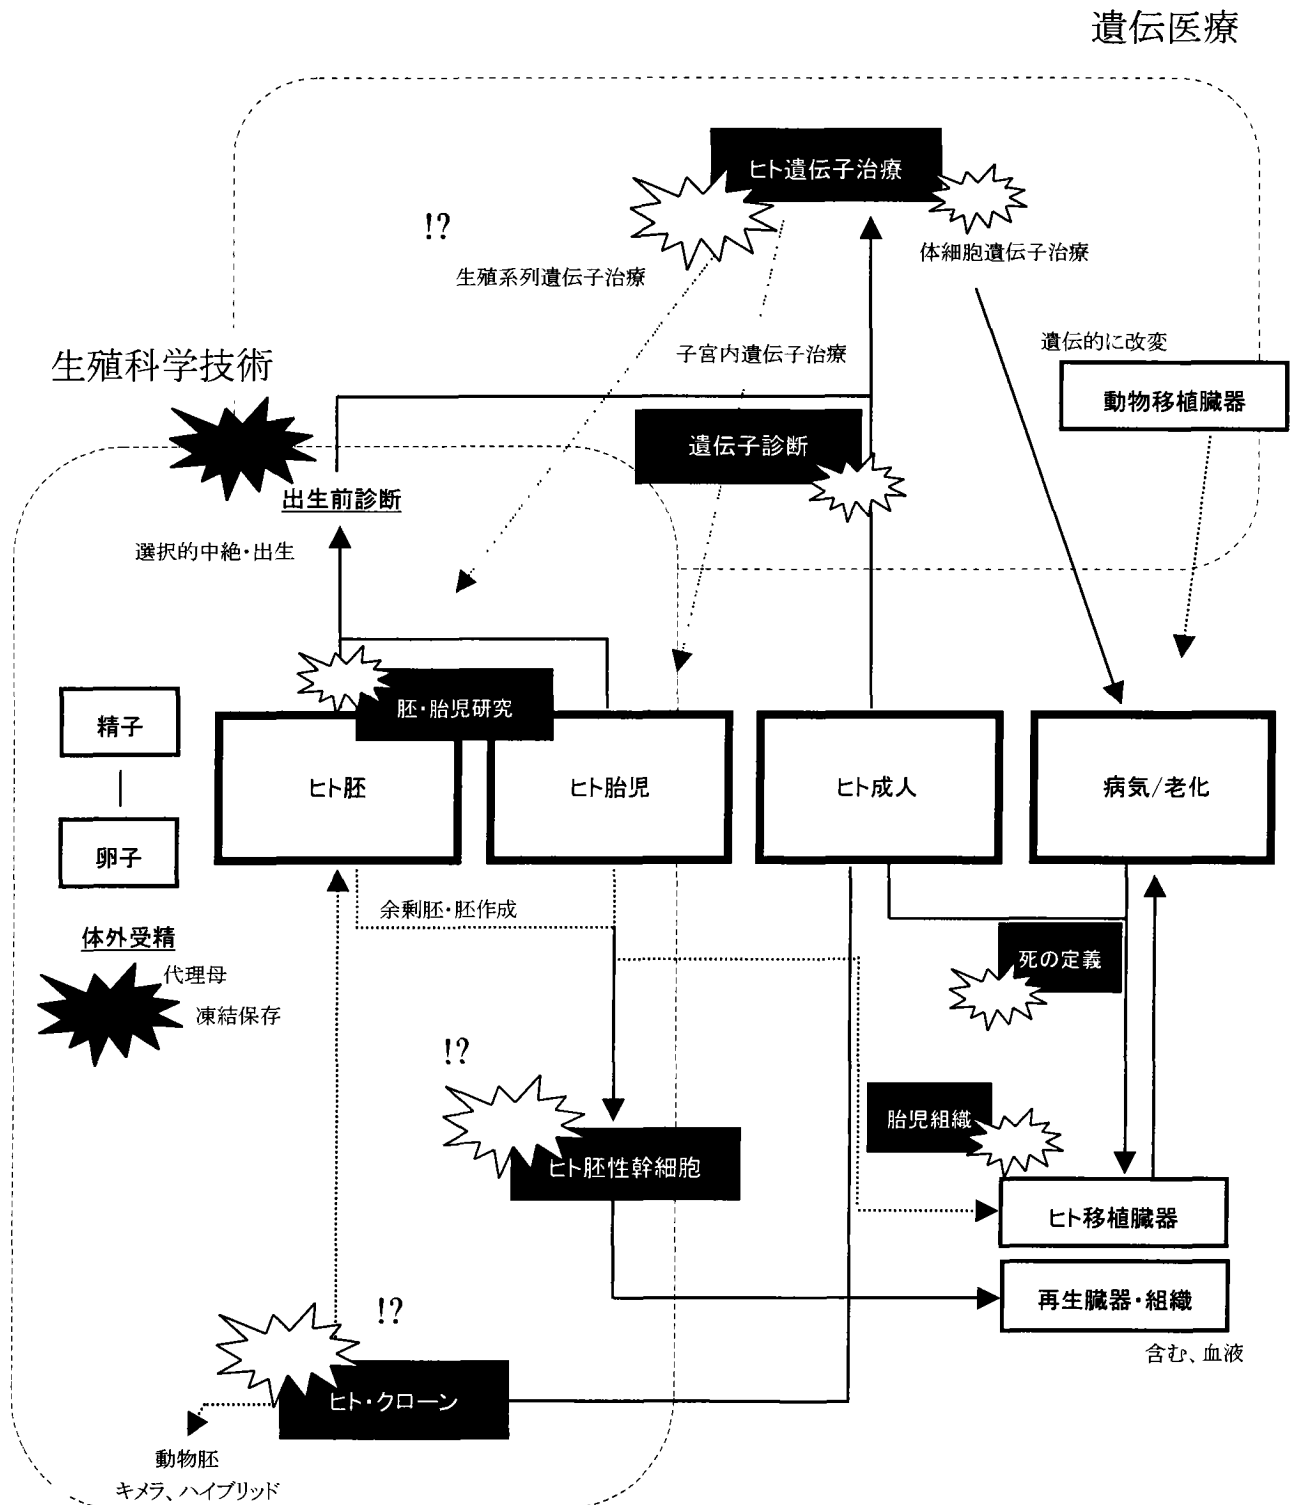 遺伝医療
ヒト遺伝子治療
!?
体細胞遺伝子治療
生殖系列遺伝子治療
遺伝的に改変
子宮内遺伝子治療
生殖科学技術
動物移植臓器
遺伝子診断
出生前診断
選択的中絶・出生
胚・胎児研究
精子
ヒト胚
ヒト胎児
ヒト成人
病気/老化
卵子
余剰胚・胚作成
体外受精
死の定義
代理母
凍結保存
!?
胎児組織
ヒト胚性幹細胞
ヒト移植臓器
再生臓器・組織
!?
含む、血液
ヒト・クローン
動物胚
キメラ、ハイブリッド